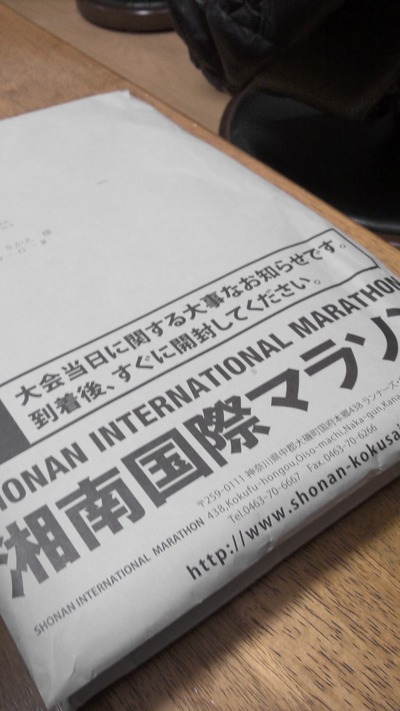 大会当日に関する大事なお知らせです。
到着後、すぐに開封してください。
SHONAN INTERNATIONAL MARATHON
湘南国際マラソン
〒259-0111 神奈川県中郡大磯町国府本郷438 ランナーズ
SHONAN INTERNATIONAL MARATHON 438, Kokufu-hongou, Oiso-machi, Naka-gun, Kana
Tel.0463-70-6667 Fax.0463-70-6266
http://www.shonan-kokusai